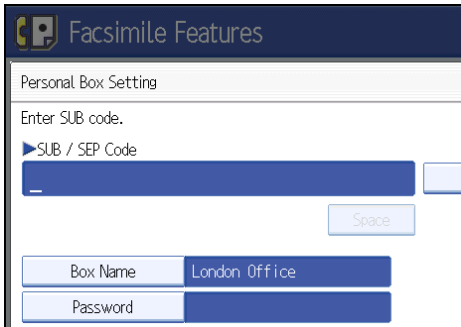 Facsimile Features
Personal Box Setting
Enter SUB code.
▶SUB / SEP Code
_
Space
Box Name London Office
Password